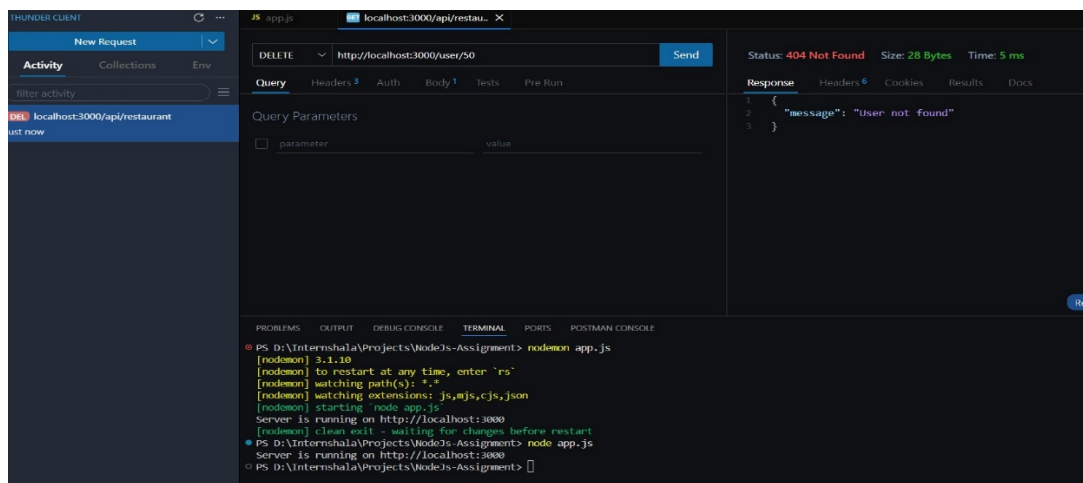 THUNDER CLIENT
New Request
Activity Collections Env
filter activity
DEL localhost:3000/api/restaurant
ust now
JS app.js
GET localhost:3000/api/restau.. X
DELETE http://localhost:3000/user/50 Send
Query Headers 3 Auth Body 1 Tests Pre Run
Query Parameters
parameter value
Status: 404 Not Found Size: 28 Bytes Time: 5 ms
Response Headers 6 Cookies Results Docs
1 {
2 "message": "User not found"
3 }
Re
PROBLEMS OUTPUT DEBUG CONSOLE TERMINAL PORTS POSTMAN CONSOLE
PS D:\Internshala\Projects\NodeJs-Assignment> nodemon app.js
[nodemon] 3.1.10
[nodemon] to restart at any time, enter `rs`
[nodemon] watching path(s): *.*
[nodemon] watching extensions: js,mjs,cjs,json
[nodemon] starting `node app.js`
Server is running on http://localhost:3000
[nodemon] clean exit - waiting for changes before restart
PS D:\Internshala\Projects\NodeJs-Assignment> node app.js
Server is running on http://localhost:3000
PS D:\Internshala\Projects\NodeJs-Assignment>